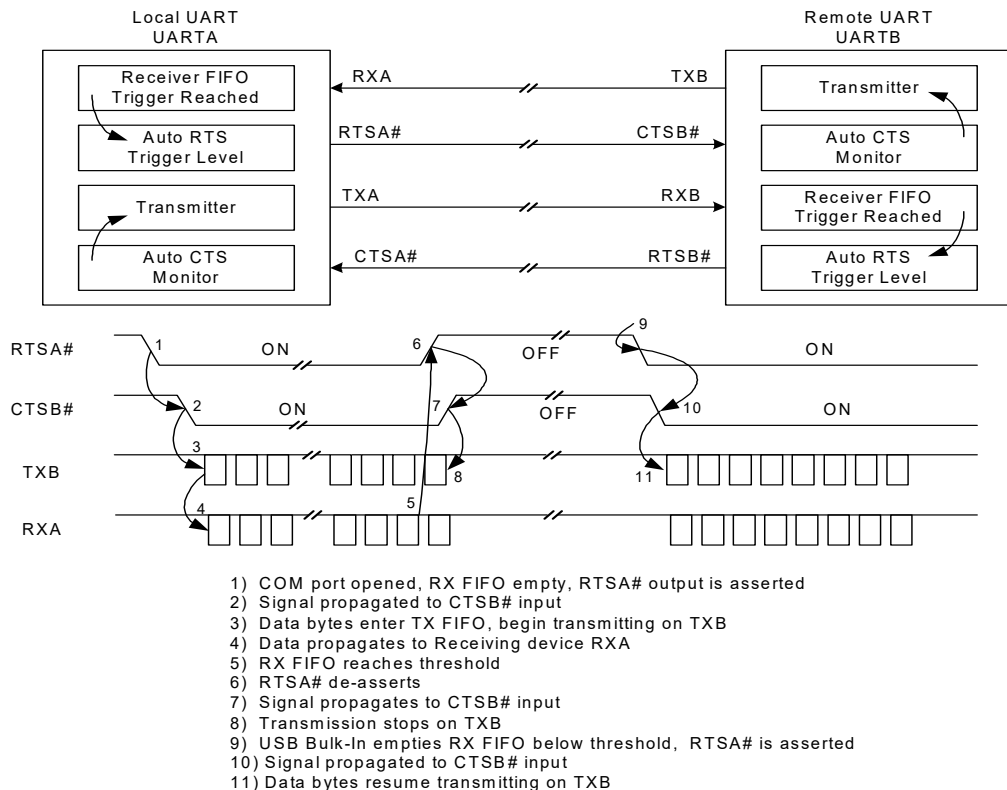 Local UART
UARTA
Remote UART
UARTB
Receiver FIFO
Trigger Reached
Auto RTS
Trigger Level
Transmitter
Auto CTS
Monitor
RXA
TXB
RTSA#
CTSB#
TXA
RXB
CTSA#
RTSB#
Transmitter
Auto CTS
Monitor
Receiver FIFO
Trigger Reached
Auto RTS
Trigger Level
RTSA#
1
ON
6
OFF
9
ON
CTSB#
2
ON
7
OFF
10
ON
TXB
3
8
11
RXA
4
5
1) COM port opened, RX FIFO empty, RTSA# output is asserted
2) Signal propagated to CTSB# input
3) Data bytes enter TX FIFO, begin transmitting on TXB
4) Data propagates to Receiving device RXA
5) RX FIFO reaches threshold
6) RTSA# de-asserts
7) Signal propagates to CTSB# input
8) Transmission stops on TXB
9) USB Bulk-In empties RX FIFO below threshold, RTSA# is asserted
10) Signal propagated to CTSB# input
11) Data bytes resume transmitting on TXB